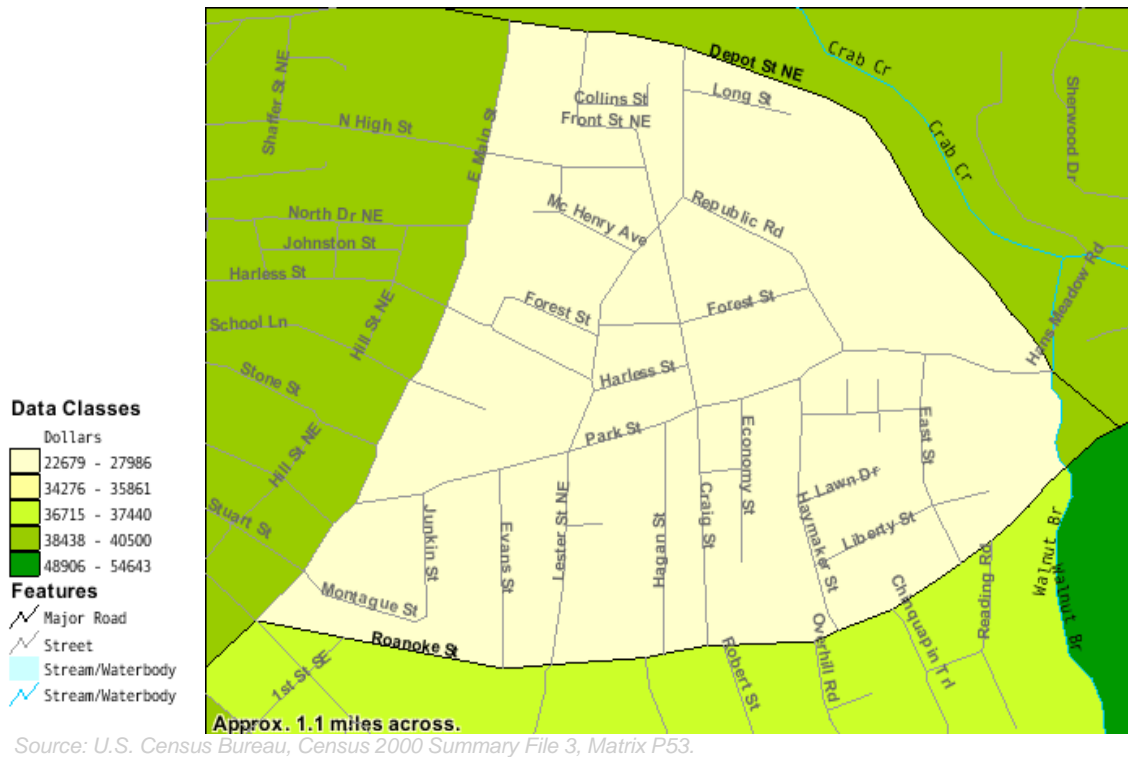 Depot St NE
Crab Cr
Collins St
Long St
Front St NE
Shaffer St NE
N High St
E Main St
Crab Cr
Sherwood Dr
Mc Henry Ave
Republic Rd
North Dr NE
Johnston St
Harless St
Hans Meadow Rd
Forest St
Forest St
School Ln
Hill St NE
Harless St
Stone St
Park St
Economy St
East St
Hill St NE
H Lawn Dr
Stuart St
Junkin St
Evans St
Lester St NE
Hagan St
Craig St
Haymaker St
Liberty St
Walnut Br
Walnut Br
Montague St
Roanoke St
Chinquapin Trl
Reading Rd
1st St SE
Robert St
Overhill Rd
Data Classes
Dollars
22679 - 27986
34276 - 35861
36715 - 37440
38438 - 40500
48906 - 54643
Features
Major Road
Street
Stream/Waterbody
Stream/Waterbody
Approx. 1.1 miles across.
Source: U.S. Census Bureau, Census 2000 Summary File 3, Matrix P53.